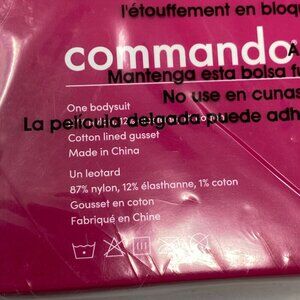 l'étouffement en bloqu
commando
Mantenga esta bolsa fu
No use en cunas
La película delgada puede adh
One bodysuit
Cotton lined gusset
Made in China
Un leotard
87% nylon, 12% élasthanne, 1% coton
Gousset en coton
Fabriqué en Chine